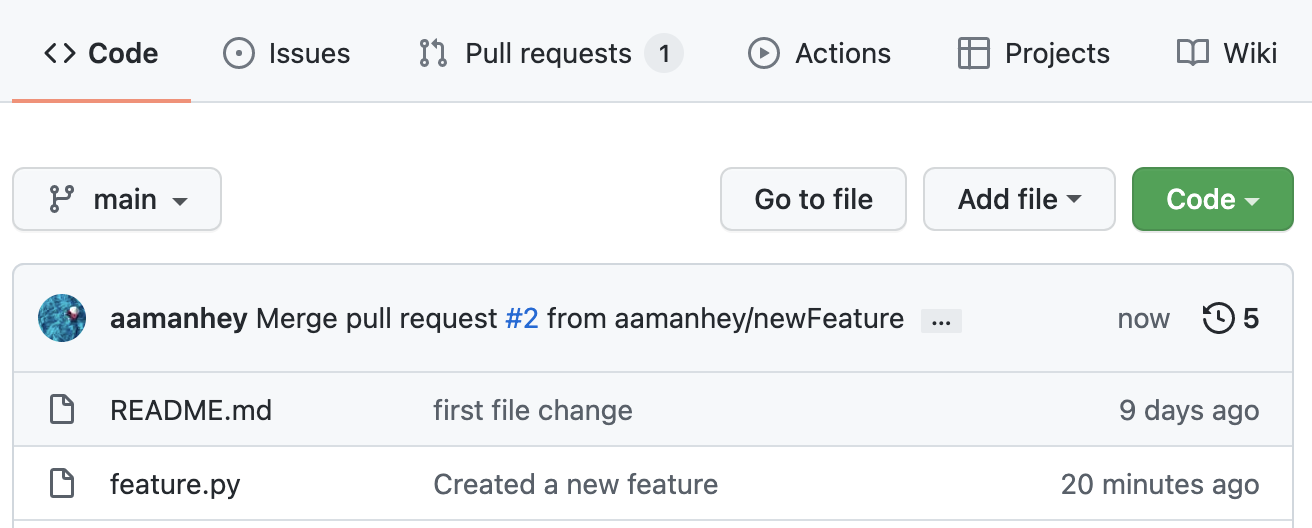 <> Code Issues Pull requests 1 Actions Projects Wiki
main Go to file Add file Code
aamanhey Merge pull request #2 from aamanhey/newFeature ... now 5
README.md first file change 9 days ago
feature.py Created a new feature 20 minutes ago